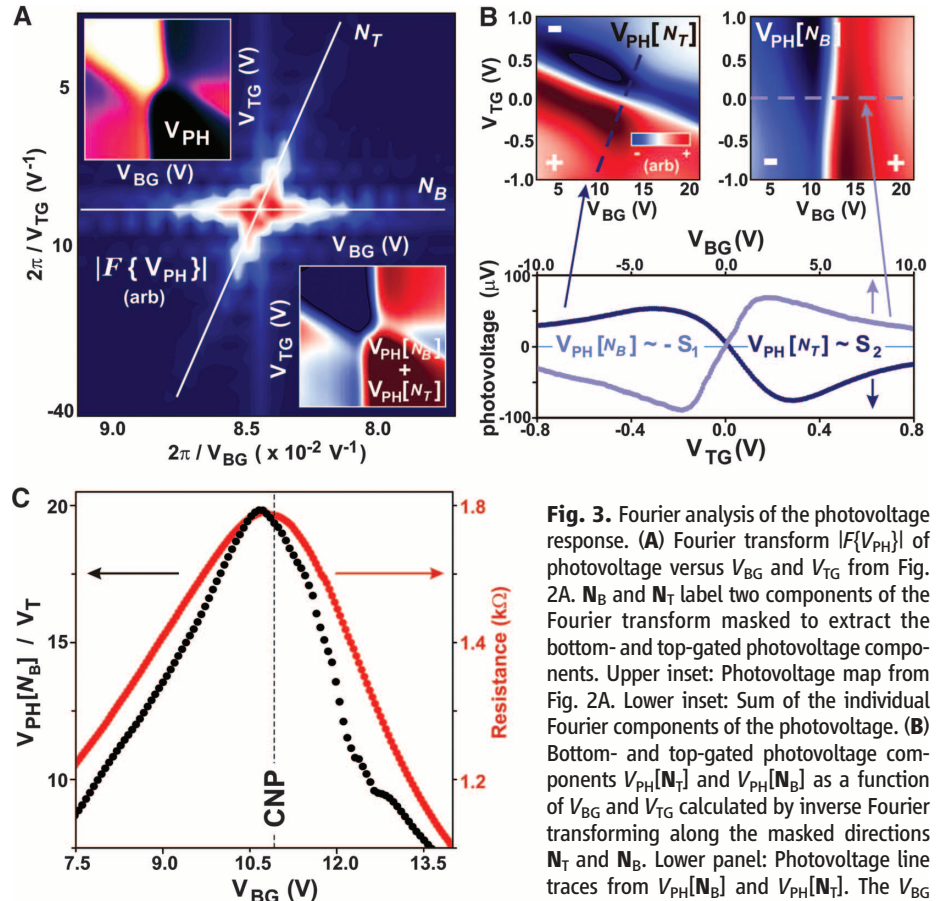 A
N_T
5
V_TG (V)
V_PH
V_BG (V)
2π / V_TG (V^-1)
N_B
10
|F{V_PH}|
(arb)
V_BG (V)
V_TG (V)
V_PH[N_B]
+
V_PH[N_T]
-40
9.0 8.5 8.0
2π / V_BG ( x 10^-2 V^-1)
B
1.0
0.5
0.0
-0.5
-1.0
V_TG (V)
-
V_PH[N_T]
- +
(arb)
+
5 10 15 20
V_BG (V)
1.0
0.5
0.0
-0.5
-1.0
V_PH[N_B]
-
+
5 10 15 20
V_BG (V)
V_BG (V)
-10.0 -5.0 0.0 5.0 10.0
photovoltage (μV)
100
0
-100
V_PH[N_B] ~ - S_1
V_PH[N_T] ~ S_2
-0.8 -0.4 0.0 0.4 0.8
V_TG (V)
C
20
15
10
V_PH[N_B] / V_T
1.8
1.4
1.2
Resistance (kΩ)
CNP
7.5 9.0 10.5 12.0 13.5
V_BG (V)
Fig. 3. Fourier analysis of the photovoltage
response. (A) Fourier transform |F{V_PH}| of
photovoltage versus V_BG and V_TG from Fig.
2A. N_B and N_T label two components of the
Fourier transform masked to extract the
bottom- and top-gated photovoltage compo-
nents. Upper inset: Photovoltage map from
Fig. 2A. Lower inset: Sum of the individual
Fourier components of the photovoltage. (B)
Bottom- and top-gated photovoltage com-
ponents V_PH[N_T] and V_PH[N_B] as a function
of V_BG and V_TG calculated by inverse Fourier
transforming along the masked directions
N_T and N_B. Lower panel: Photovoltage line
traces from V_PH[N_B] and V_PH[N_T]. The V_BG